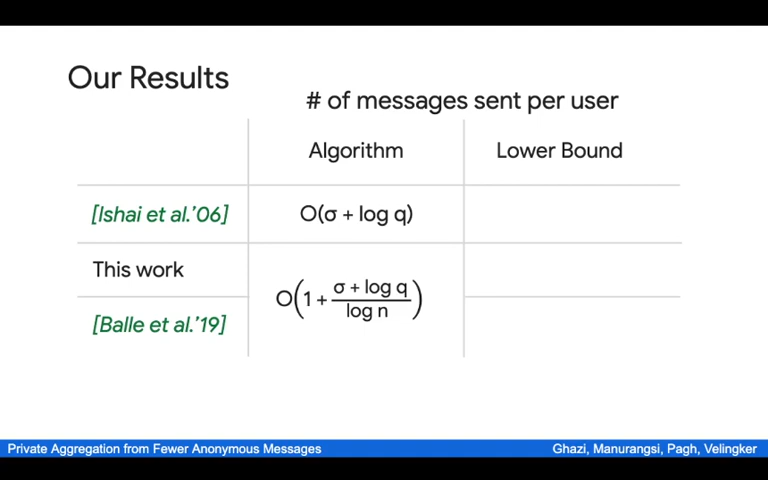 Our Results
# of messages sent per user
Algorithm
Lower Bound
[Ishai et al.’06]
O(σ + log q)
This work
O(1 + (σ + log q)/(log n))
[Balle et al.’19]
Private Aggregation from Fewer Anonymous Messages
Ghazi, Manurangsi, Pagh, Velingker